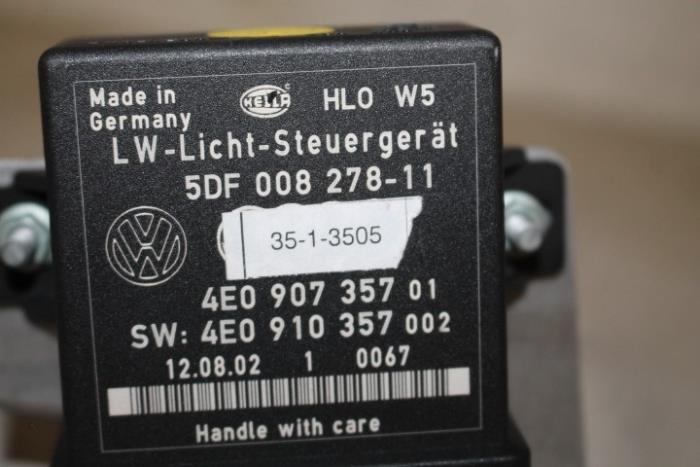 Made in HELLA HLO W5
Germany
LW-Licht-Steuergerät
5DF 008 278-11
35-1-3505
4E0 907 357 01
SW: 4E0 910 357 002
12.08.02 1 0067
Handle with care